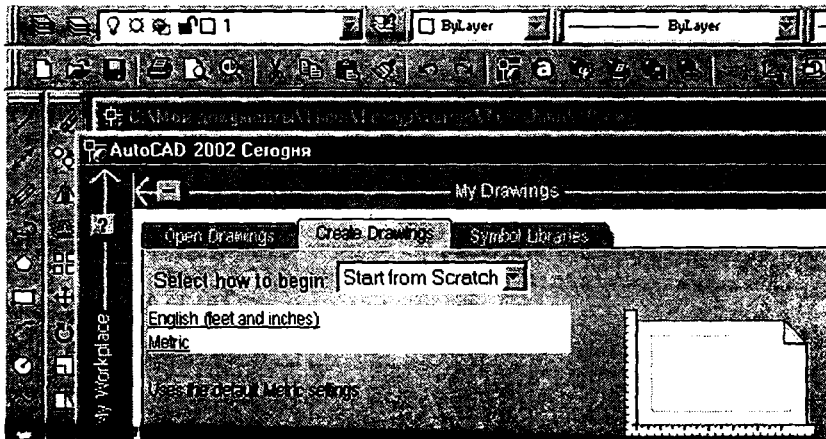 1 ByLayer ByLayer
AutoCAD 2002 Сегодня
My Drawings
Open Drawings Create Drawings Symbol Libraries
Select how to begin: Start from Scratch
English (feet and inches)
Metric
Uses the default Metric settings
My Workplace